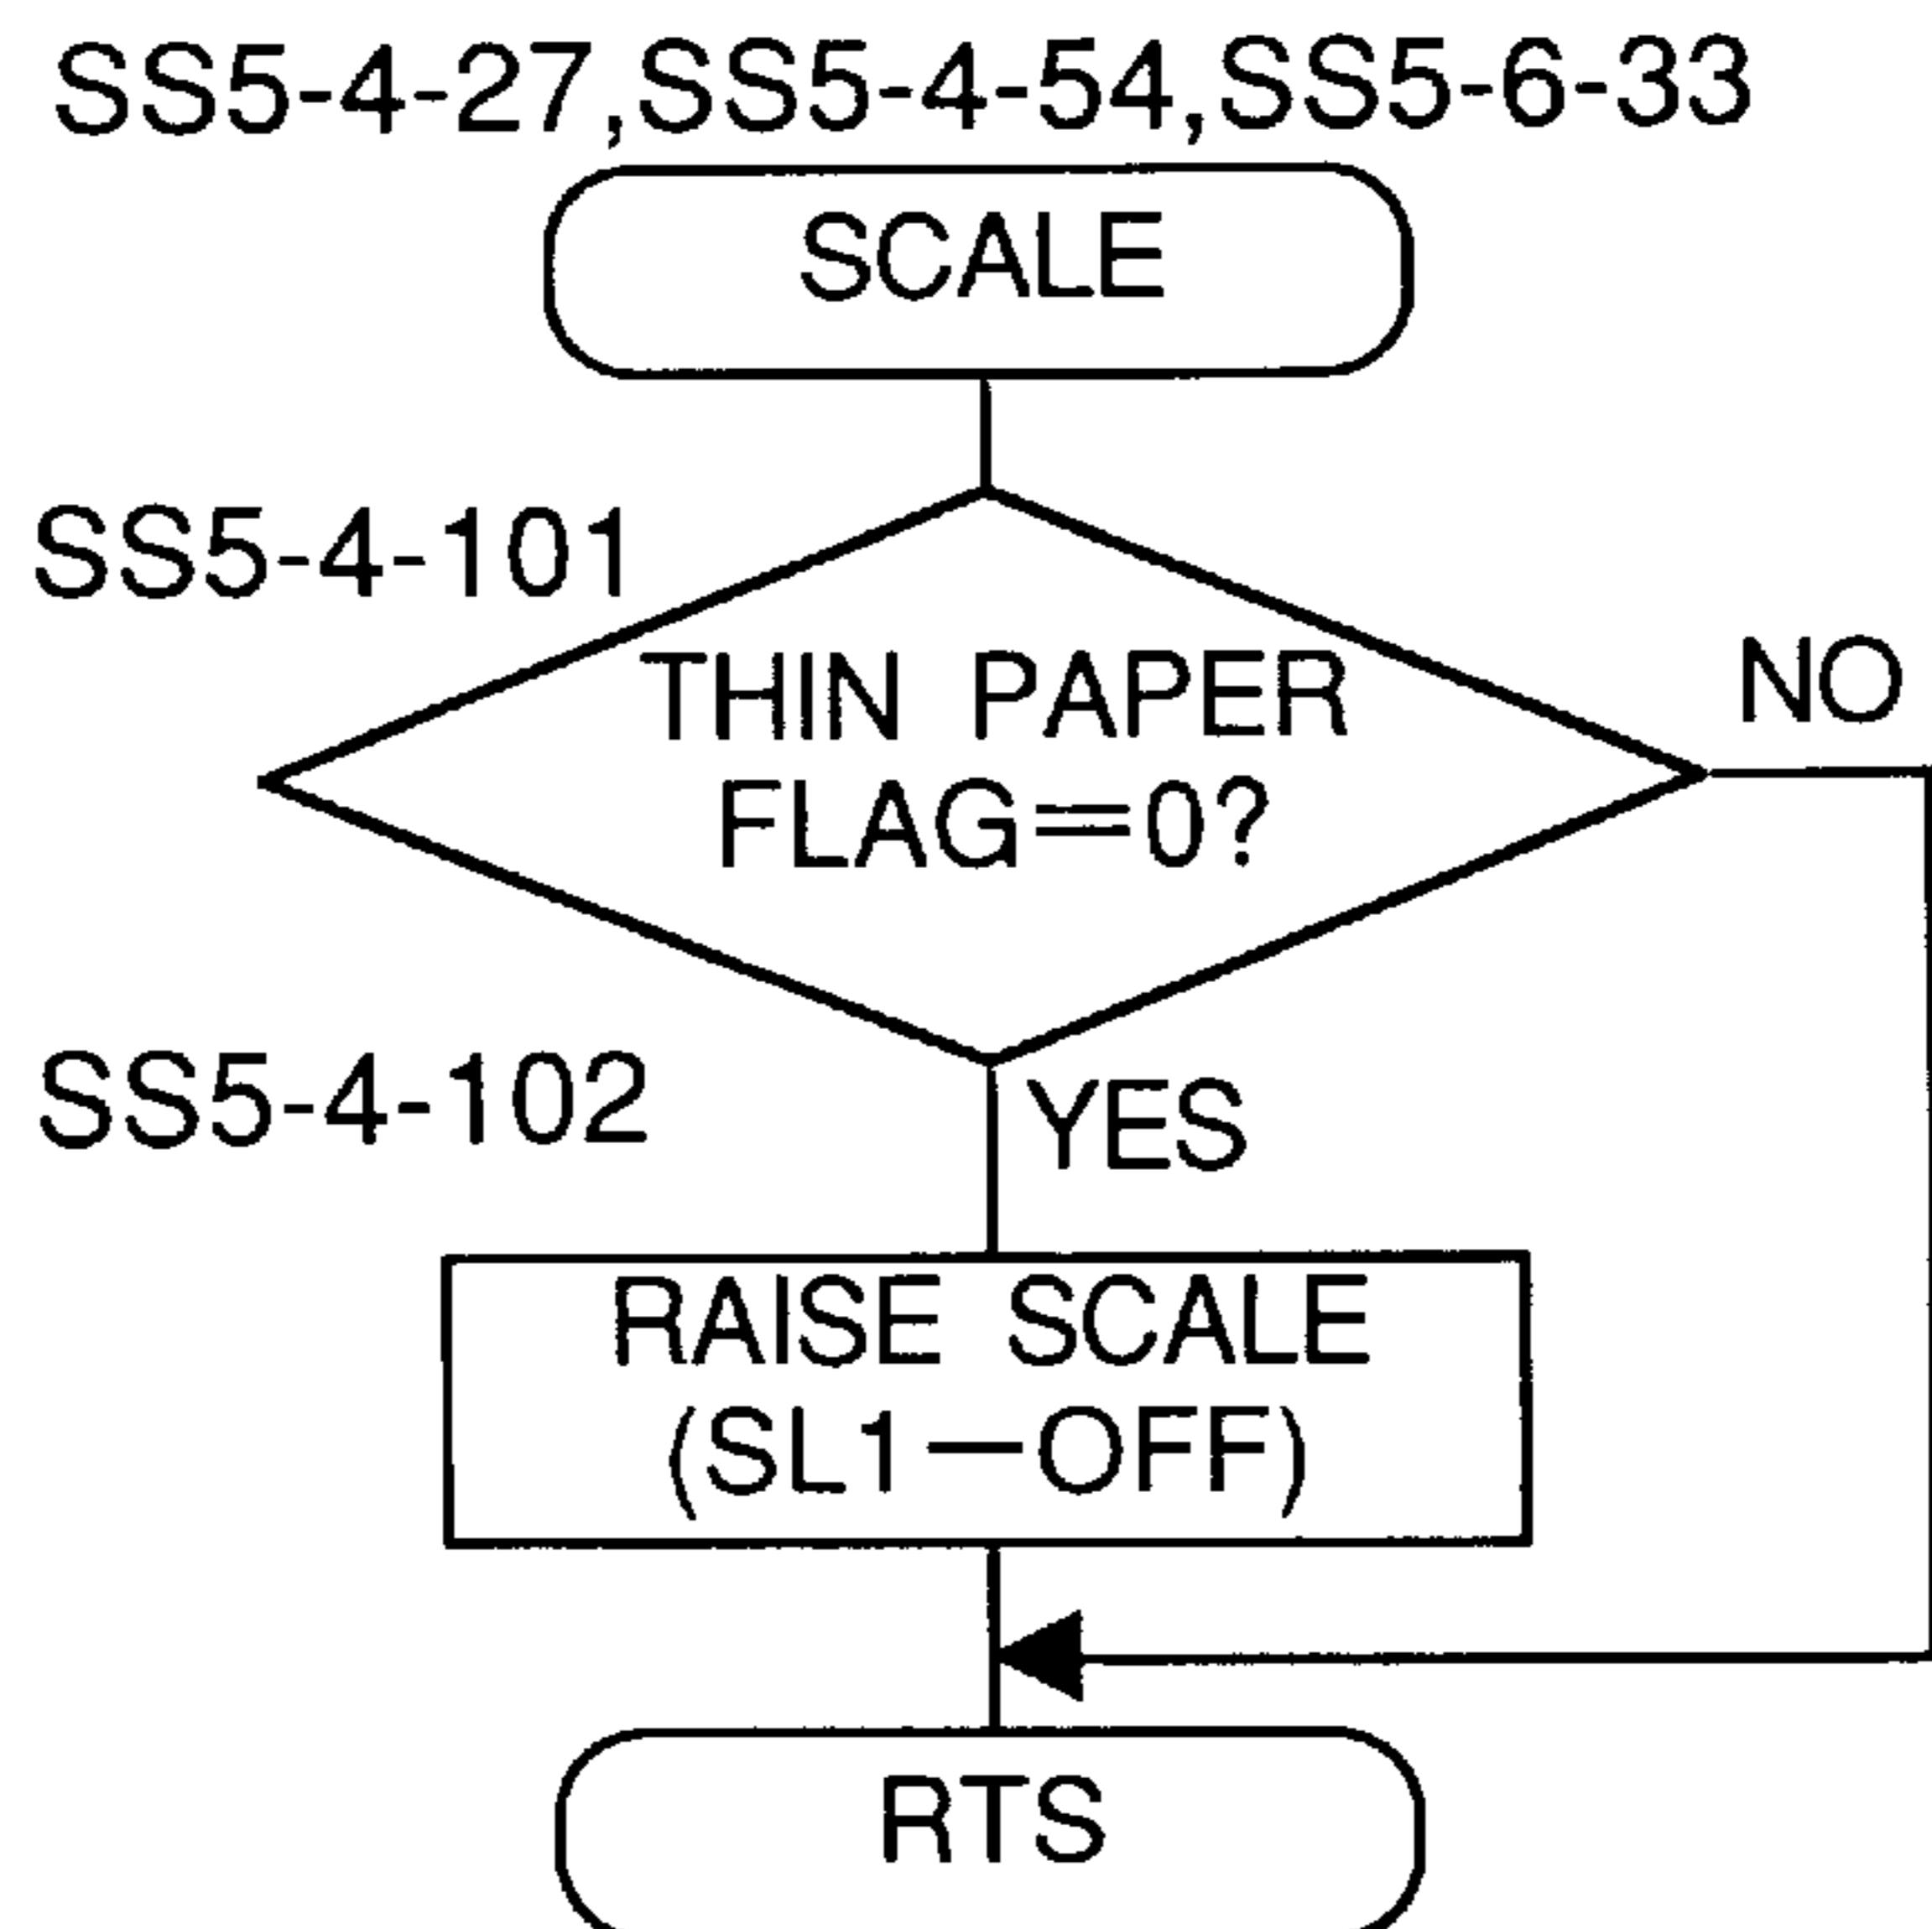 SS5-4-27,SS5-4-54,SS5-6-33
SCALE
SS5-4-101
THIN PAPER
FLAG=0?
NO
SS5-4-102
YES
RAISE SCALE
(SL1—OFF)
RTS